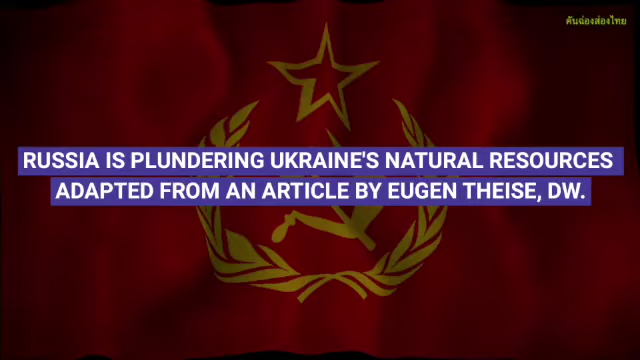 คันฉ่องส่องไทย
RUSSIA IS PLUNDERING UKRAINE'S NATURAL RESOURCES
ADAPTED FROM AN ARTICLE BY EUGEN THEISE, DW.